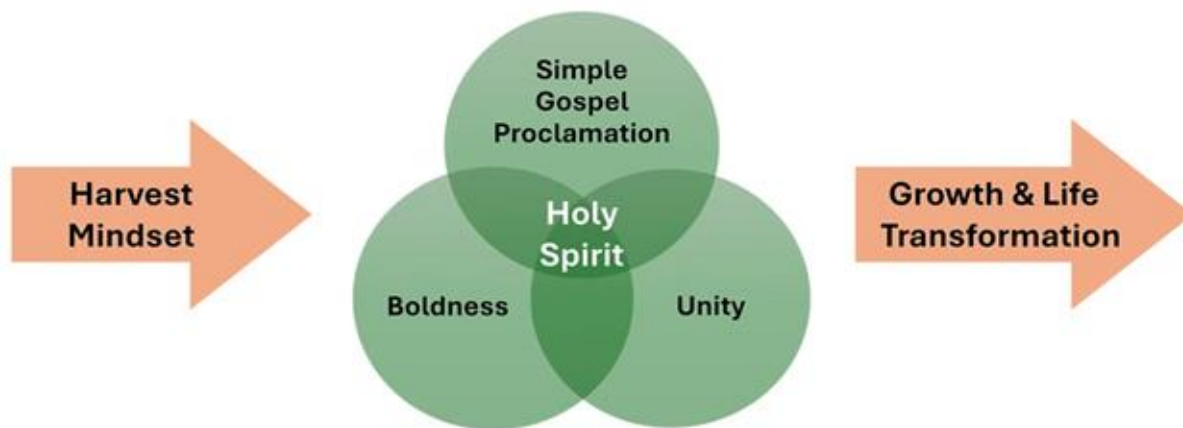 Harvest
Mindset
Simple
Gospel
Proclamation
Holy
Spirit
Boldness
Unity
Growth & Life
Transformation